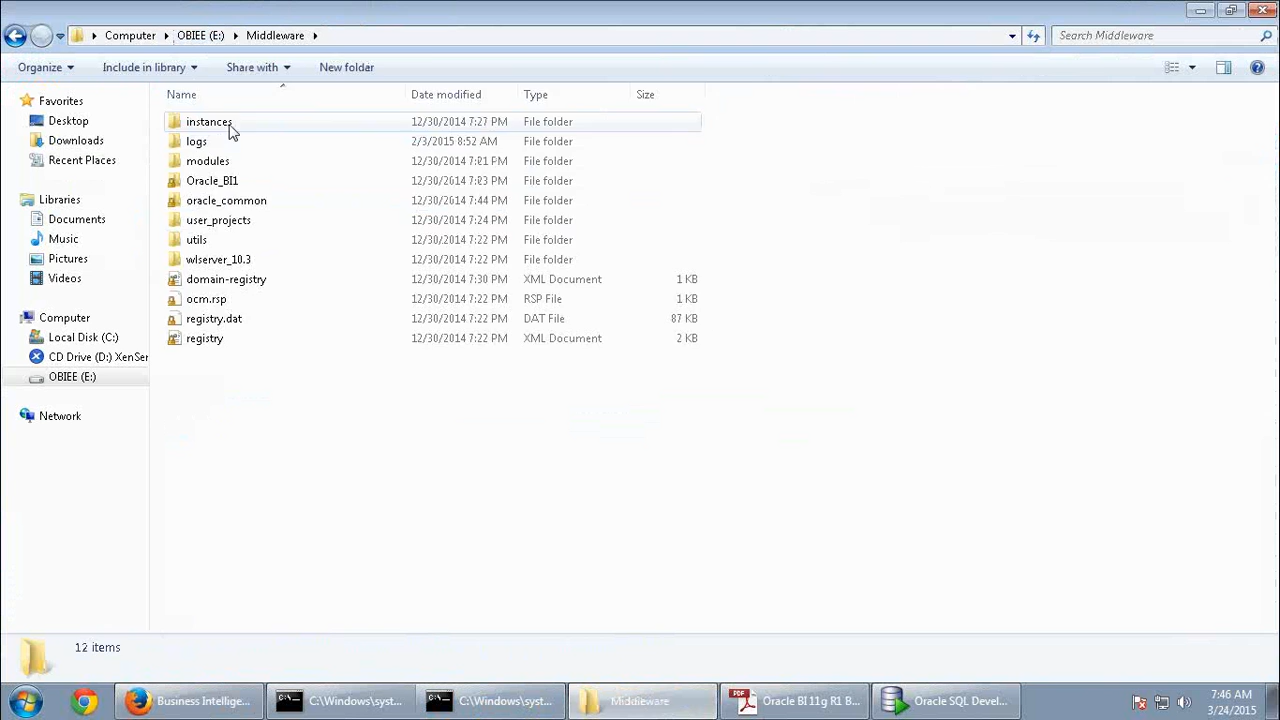 Computer OBIEE (E:) Middleware Search Middleware
Organize Include in library Share with New folder
Name Date modified Type Size
Favorites
Desktop
Downloads
Recent Places
Libraries
Documents
Music
Pictures
Videos
Computer
Local Disk (C:)
CD Drive (D:) XenSer
OBIEE (E:)
Network
instances 12/30/2014 7:27 PM File folder
logs 2/3/2015 8:52 AM File folder
modules 12/30/2014 7:21 PM File folder
Oracle_BI1 12/30/2014 7:23 PM File folder
oracle_common 12/30/2014 7:44 PM File folder
user_projects 12/30/2014 7:24 PM File folder
utils 12/30/2014 7:22 PM File folder
wlserver_10.3 12/30/2014 7:22 PM File folder
domain-registry 12/30/2014 7:30 PM XML Document 1 KB
ocm.rsp 12/30/2014 7:22 PM RSP File 1 KB
registry.dat 12/30/2014 7:22 PM DAT File 87 KB
registry 12/30/2014 7:22 PM XML Document 2 KB
12 items
Business Intellige... C:\Windows\syst... C:\Windows\syst... Middleware PDF Oracle BI 11g R1 B... Oracle SQL Devel... 7:46 AM
3/24/2015